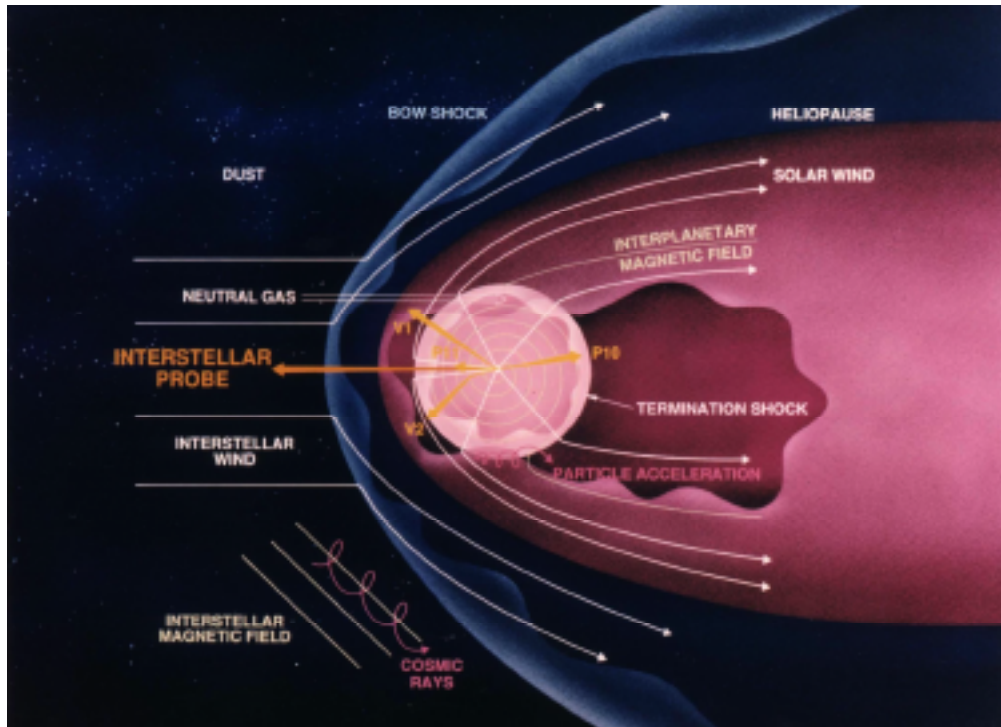 BOW SHOCK
HELIOPAUSE
DUST
SOLAR WIND
INTERPLANETARY
MAGNETIC FIELD
NEUTRAL GAS
V1
P10
INTERSTELLAR
PROBE
TERMINATION SHOCK
V2
INTERSTELLAR
WIND
PARTICLE ACCELERATION
INTERSTELLAR
MAGNETIC FIELD
COSMIC
RAYS